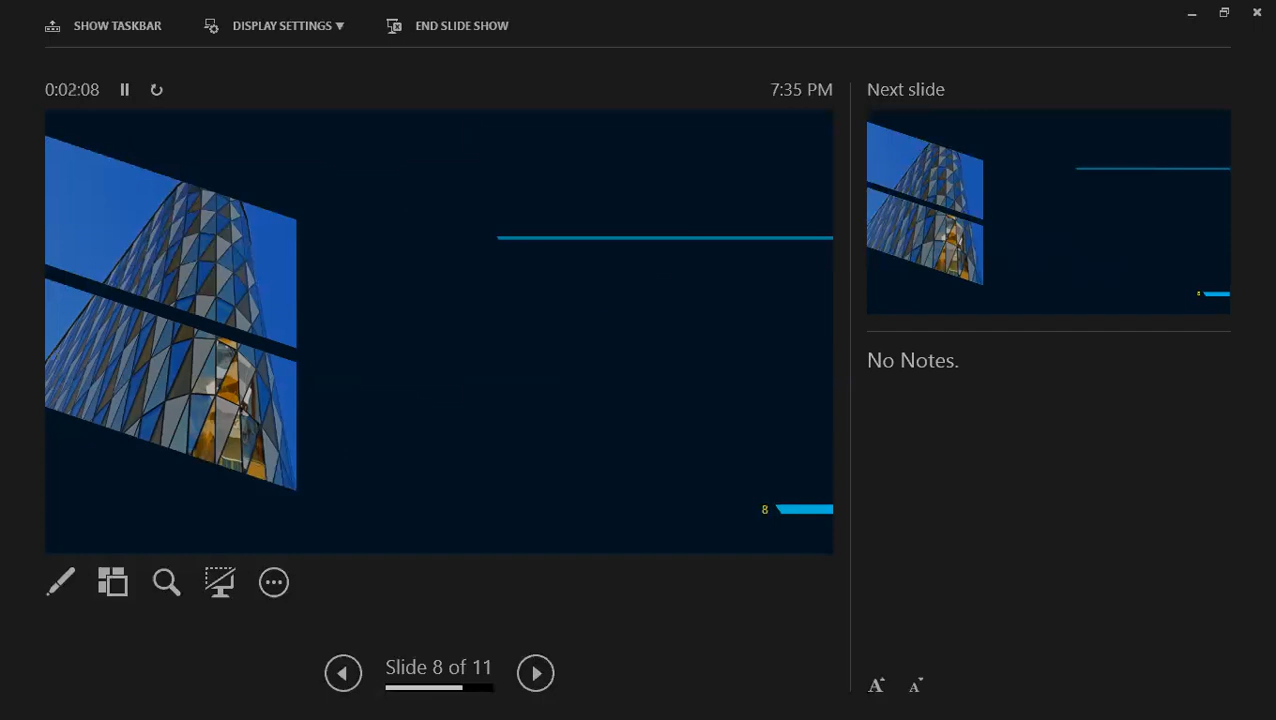 SHOW TASKBAR
DISPLAY SETTINGS ▼
END SLIDE SHOW
0:02:08
7:35 PM
Next slide
8
8
No Notes.
Slide 8 of 11
A
A